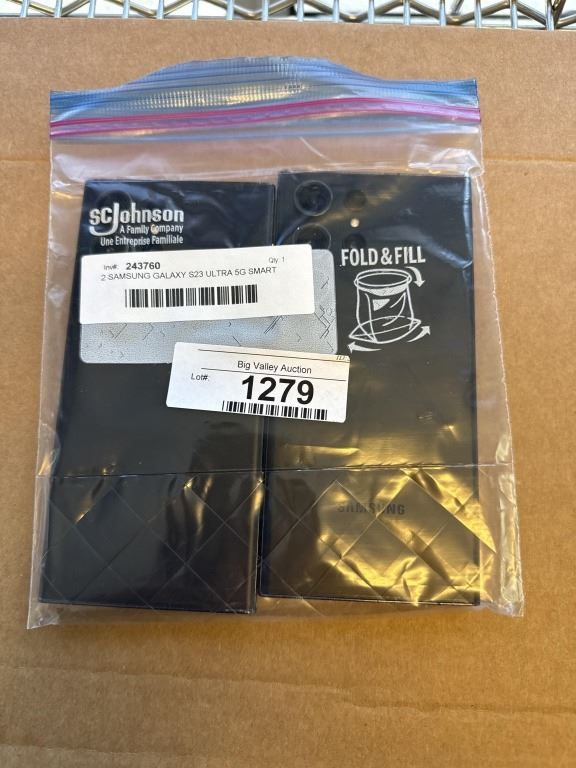 scJohnson
A Family Company
Une Entreprise Familiale
Inv#: 243760 Qty: 1
2-SAMSUNG GALAXY S23 ULTRA 5G SMART
FOLD & FILL
Big Valley Auction
Lot#: 1279
SAMSUNG